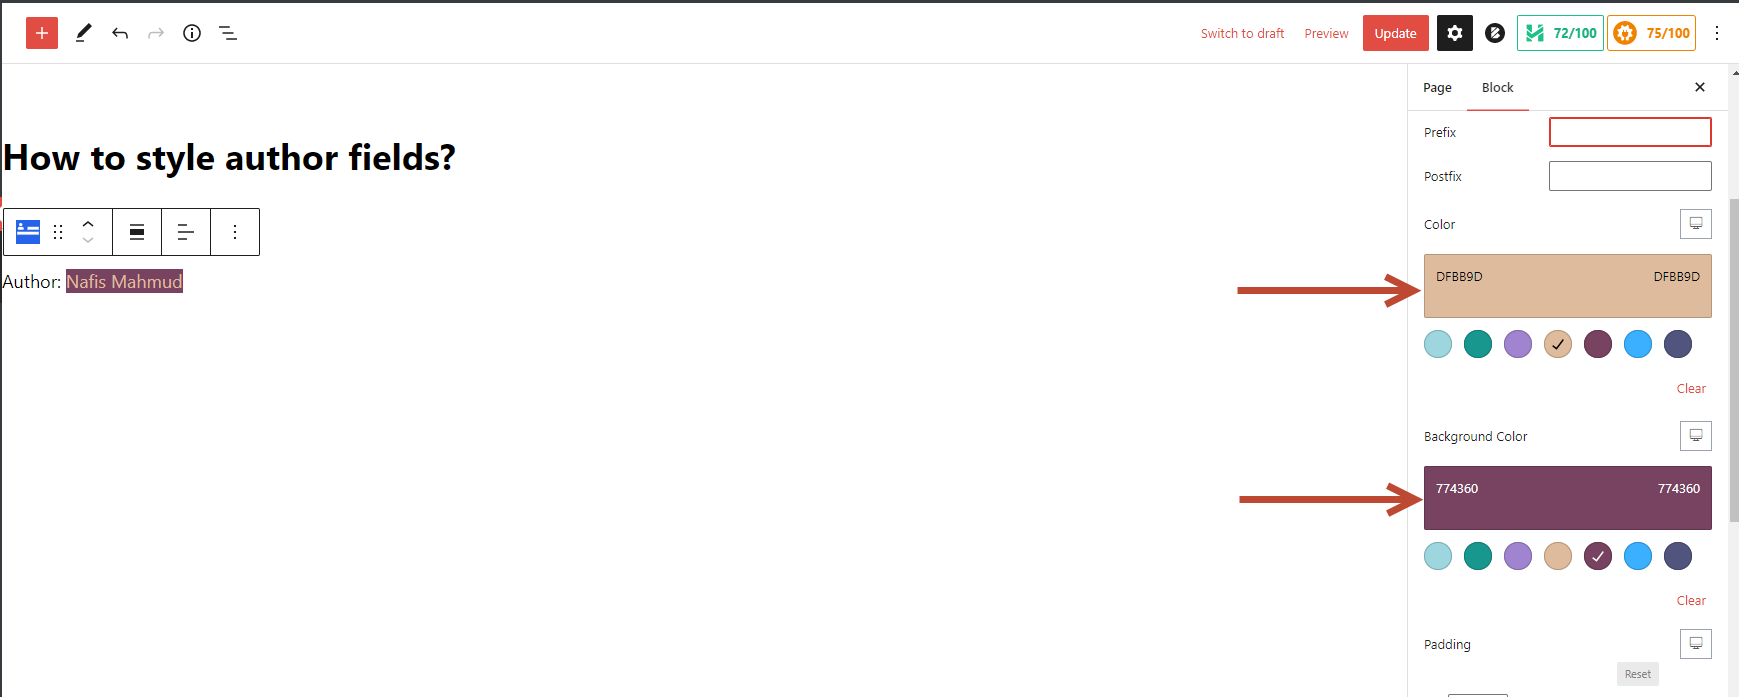 Switch to draft Preview Update 72/100 75/100
Page Block
Prefix
How to style author fields?
Postfix
Color
Author: Nafis Mahmud
DFBB9D DFBB9D
Clear
Background Color
774360 774360
Clear
Padding
Reset